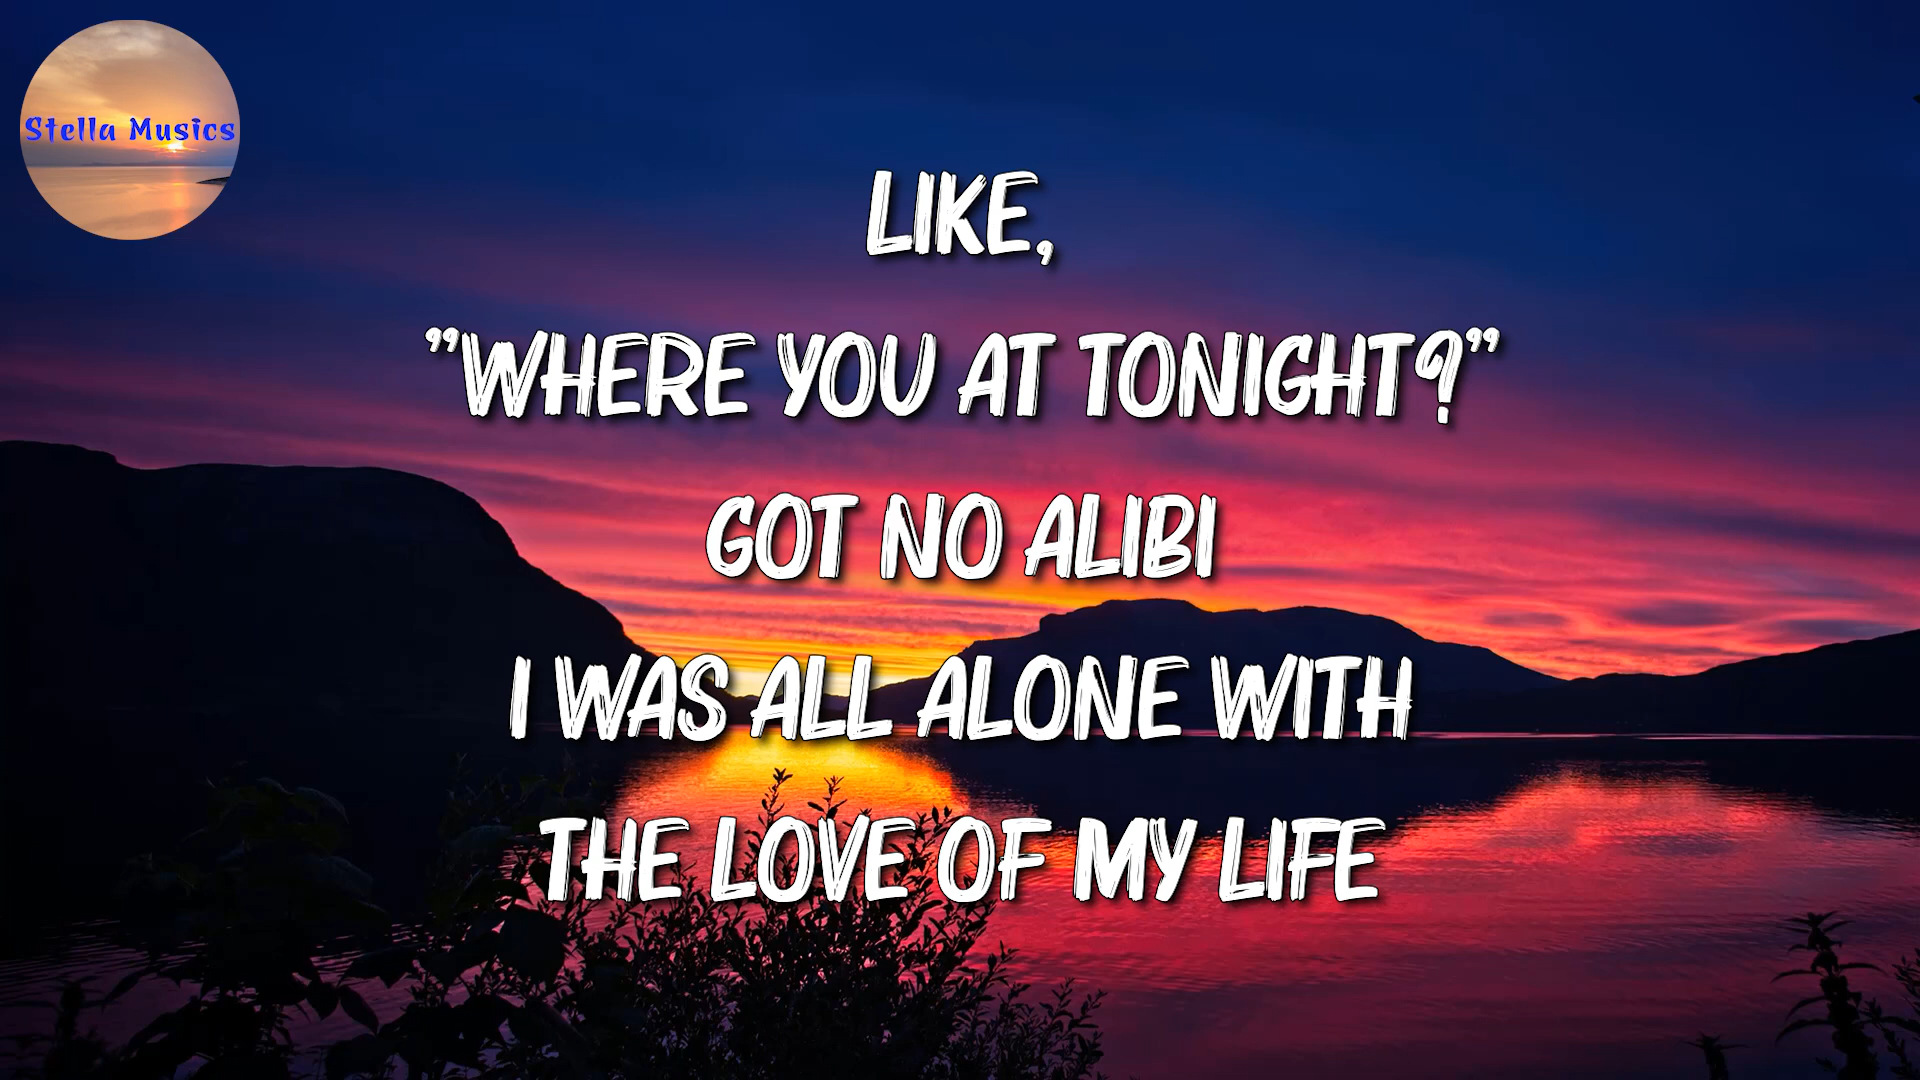 Stella Musics
LIKE,
"WHERE YOU AT TONIGHT?"
GOT NO ALIBI
I WAS ALL ALONE WITH
THE LOVE OF MY LIFE